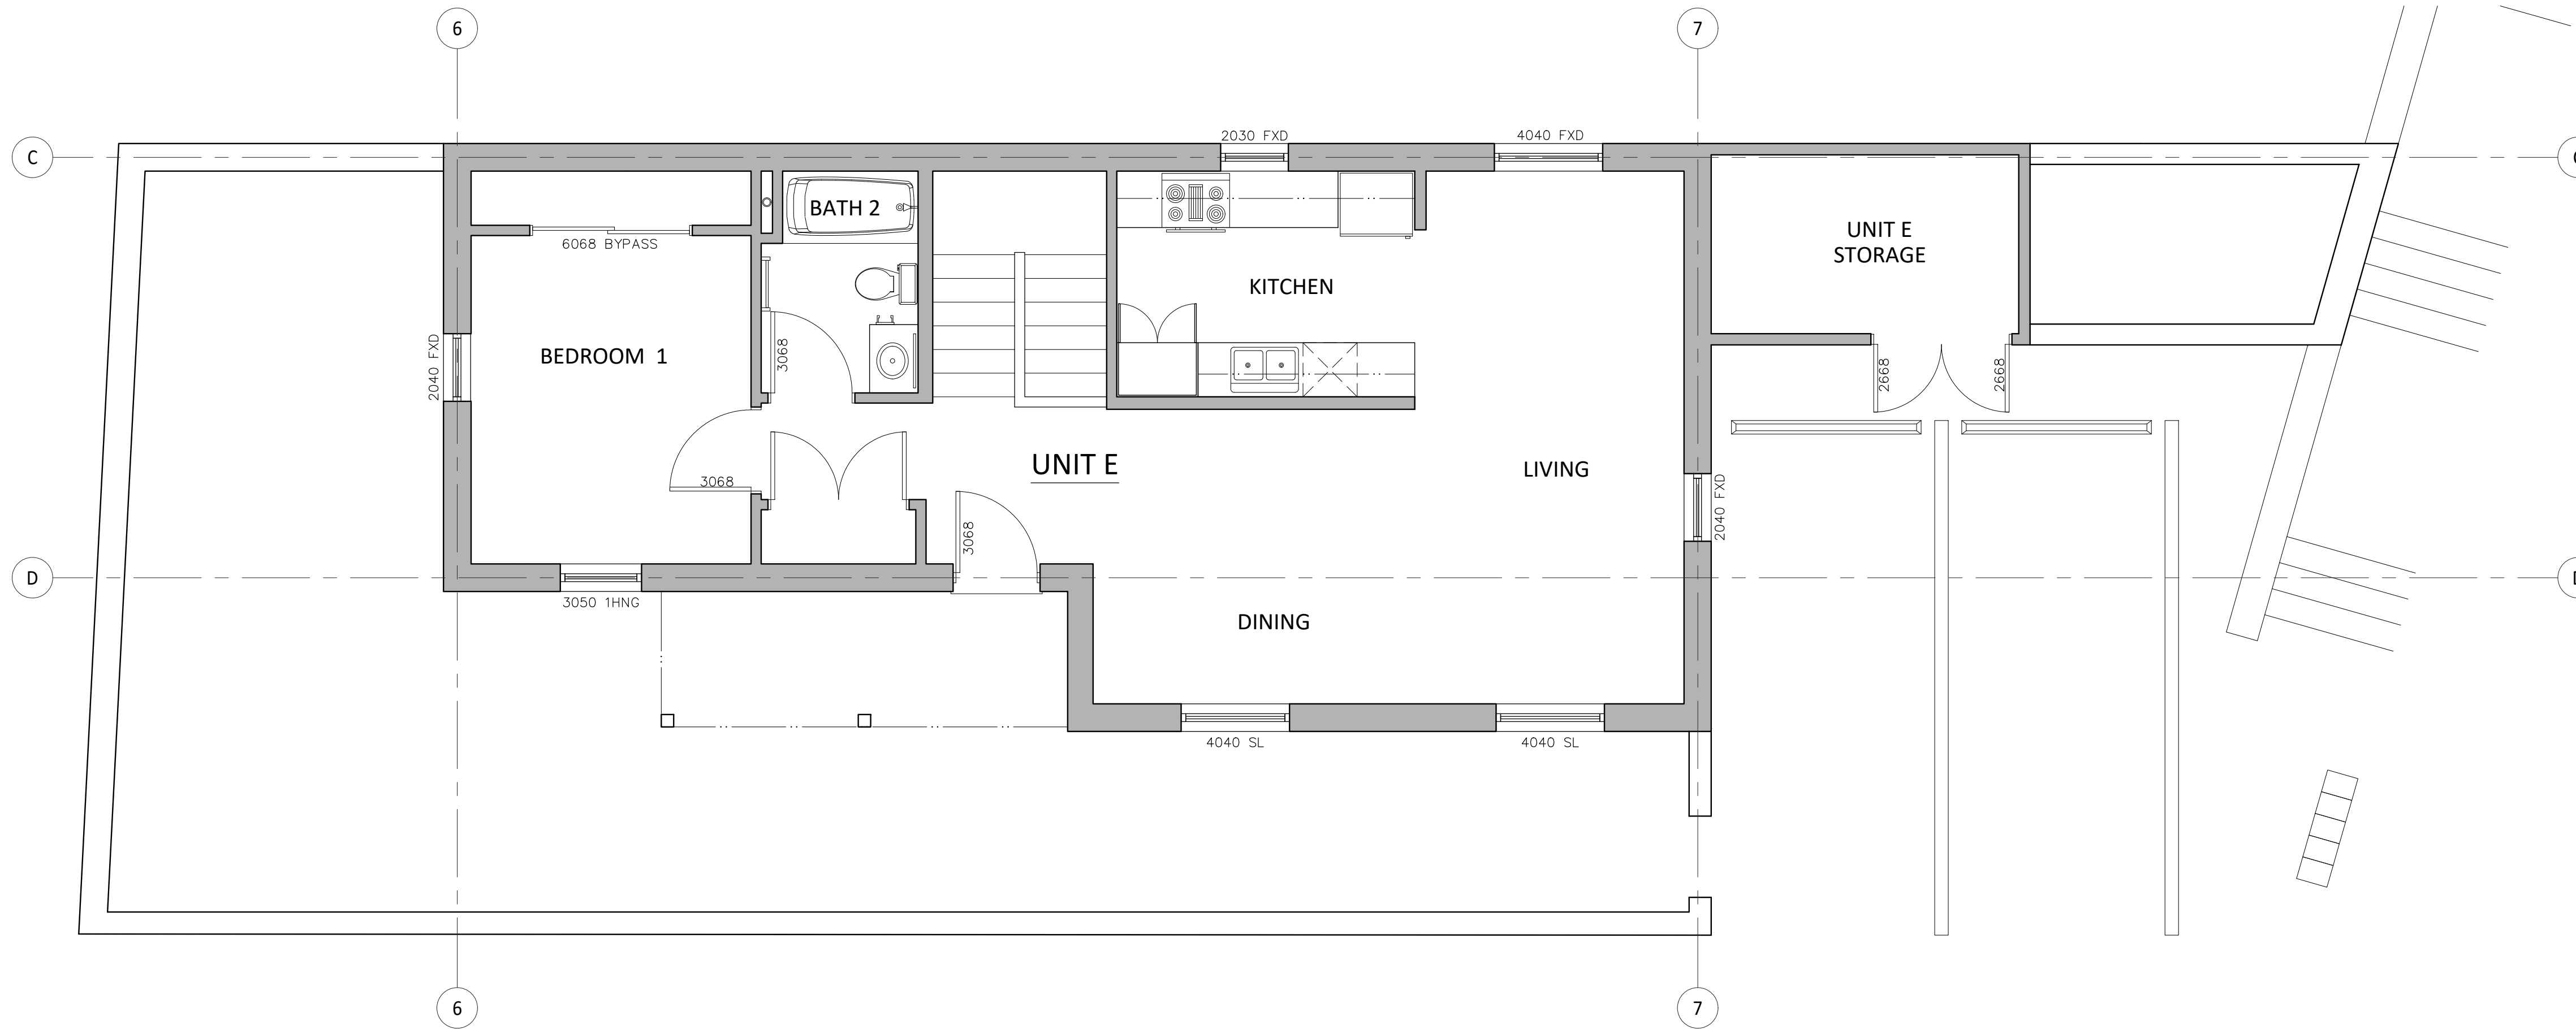 6
7
2030 FXD
4040 FXD
C
BATH 2
UNIT E
STORAGE
6068 BYPASS
KITCHEN
2040 FXD
BEDROOM 1
3068
2668
2668
UNIT E
LIVING
3068
2040 FXD
3068
D
3050 1HNG
DINING
4040 SL
4040 SL
6
7